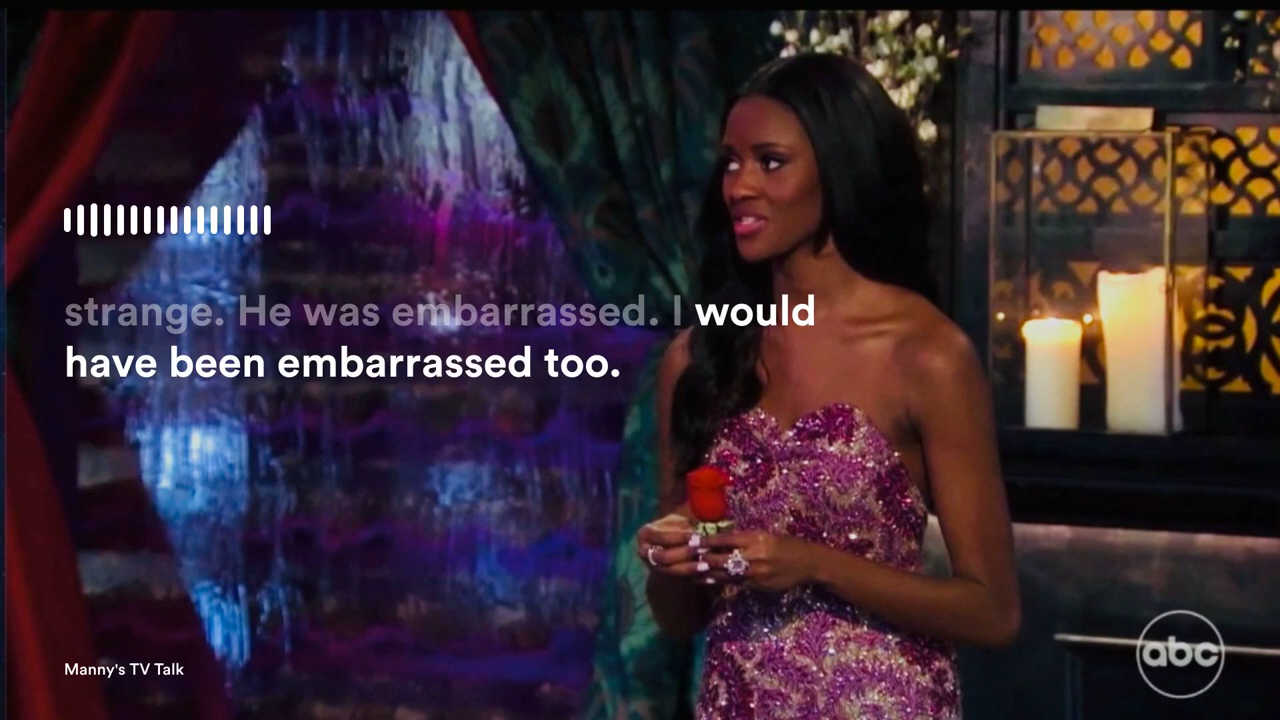 strange. He was embarrassed. I would
have been embarrassed too.
Manny's TV Talk
abc